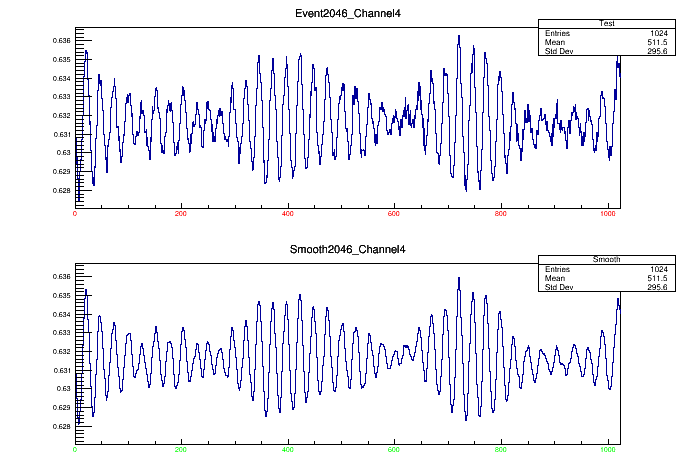 Event2046_Channel4
Test
Entries 1024
Mean 511.5
Std Dev 295.6
0.636
0.635
0.634
0.633
0.632
0.631
0.63
0.629
0.628
0 200 400 600 800 1000
Smooth2046_Channel4
Smooth
Entries 1024
Mean 511.5
Std Dev 295.6
0.636
0.635
0.634
0.633
0.632
0.631
0.63
0.629
0.628
0 200 400 600 800 1000